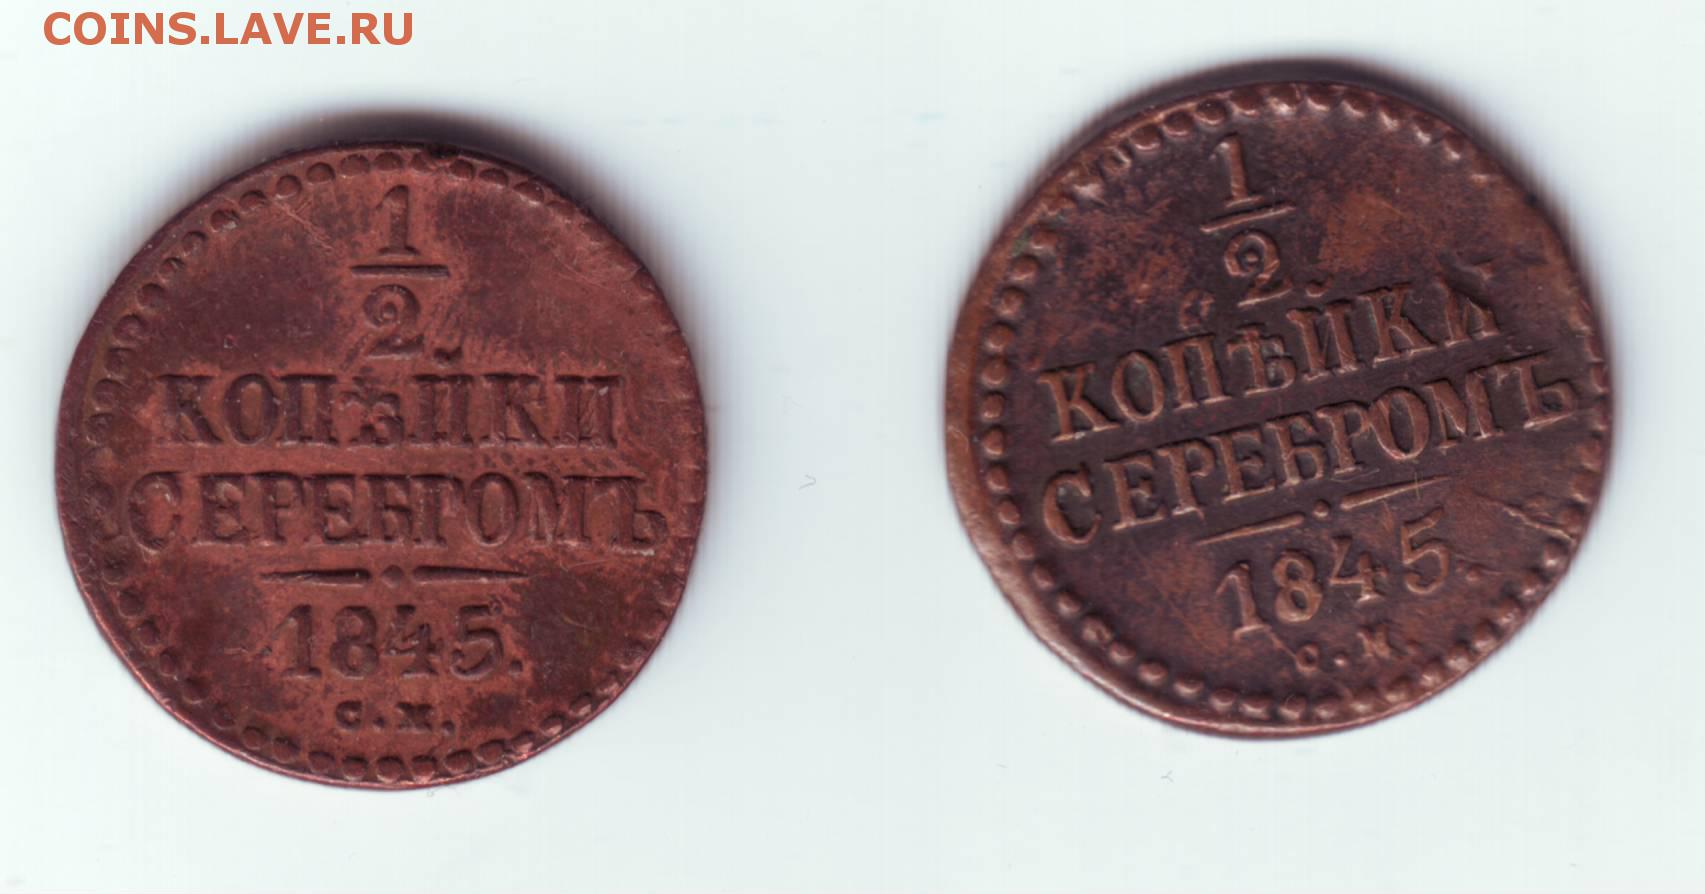 COINS.LAVE.RU
1
2.
КОПѢЙКИ
СЕРЕБРОМЪ
1845.
С.М.
1
2.
КОПѢЙКИ
СЕРЕБРОМЪ
1845.
С.М.